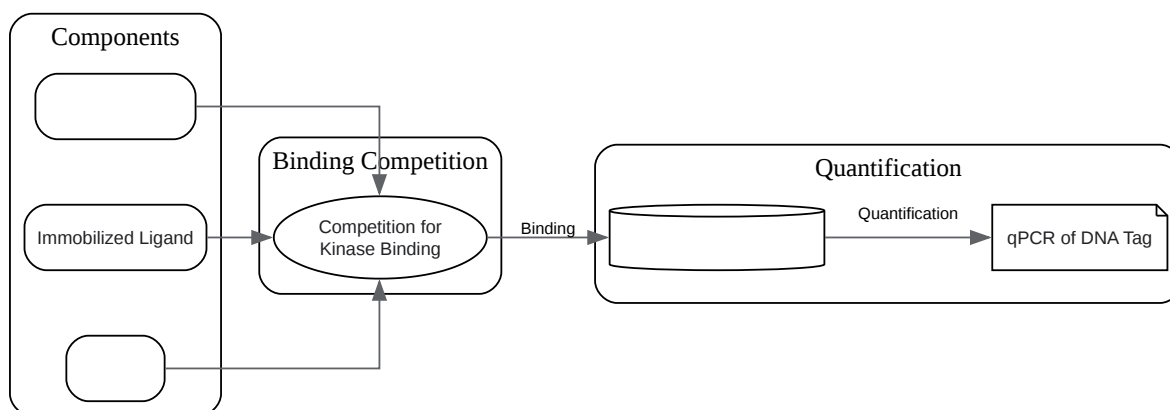 Components
Immobilized Ligand
Binding Competition
Competition for
Kinase Binding
Binding
Quantification
Quantification
qPCR of DNA Tag